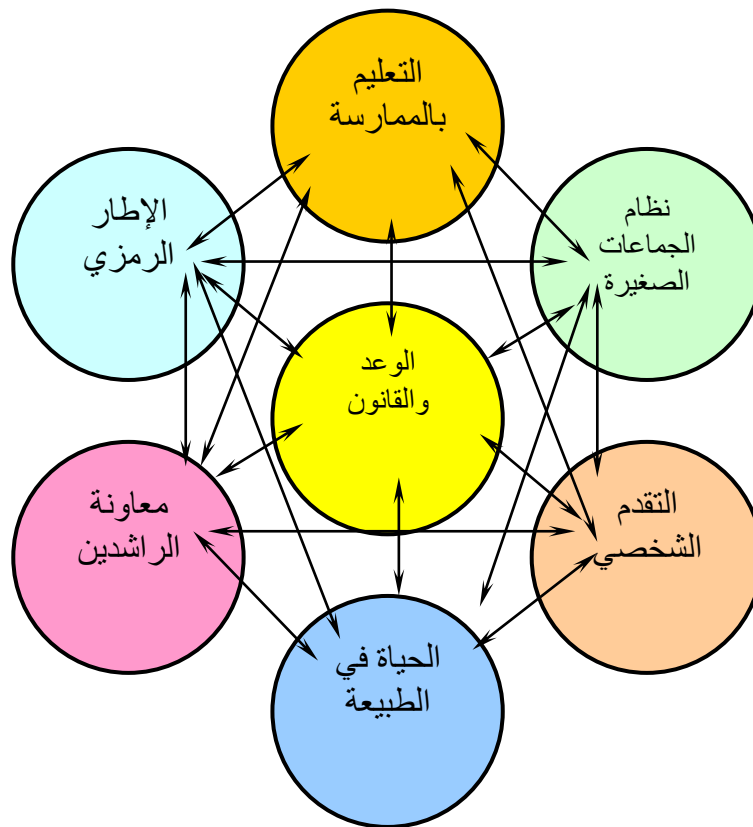 التعليم
بالممارسة
نظام
الجماعات
الصغيرة
الإطار
الرمزي
الوعد
والقانون
التقدم
الشخصي
معاونة
الراشدين
الحياة في
الطبيعة